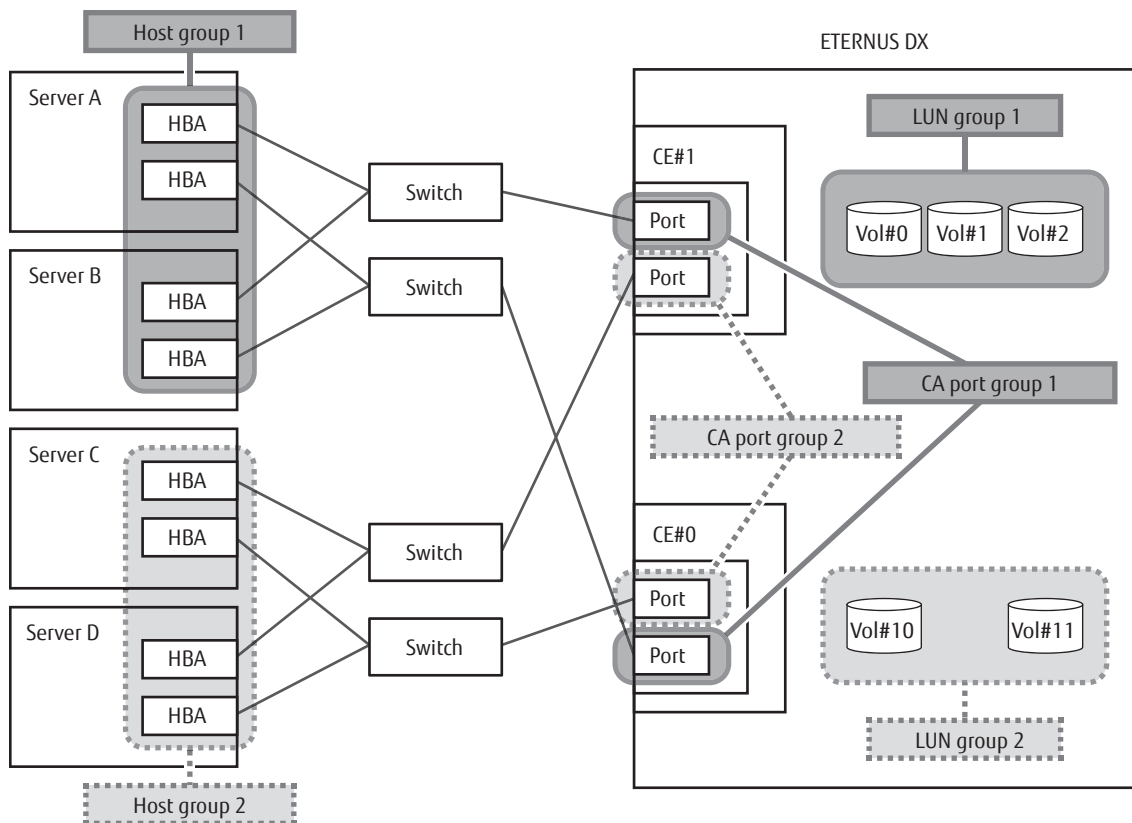 Host group 1
ETERNUS DX
Server A
HBA
HBA
Server B
HBA
HBA
Server C
HBA
HBA
Server D
HBA
HBA
Host group 2
Switch
Switch
Switch
Switch
CE#1
Port
Port
CE#0
Port
Port
LUN group 1
Vol#0
Vol#1
Vol#2
CA port group 1
CA port group 2
Vol#10
Vol#11
LUN group 2